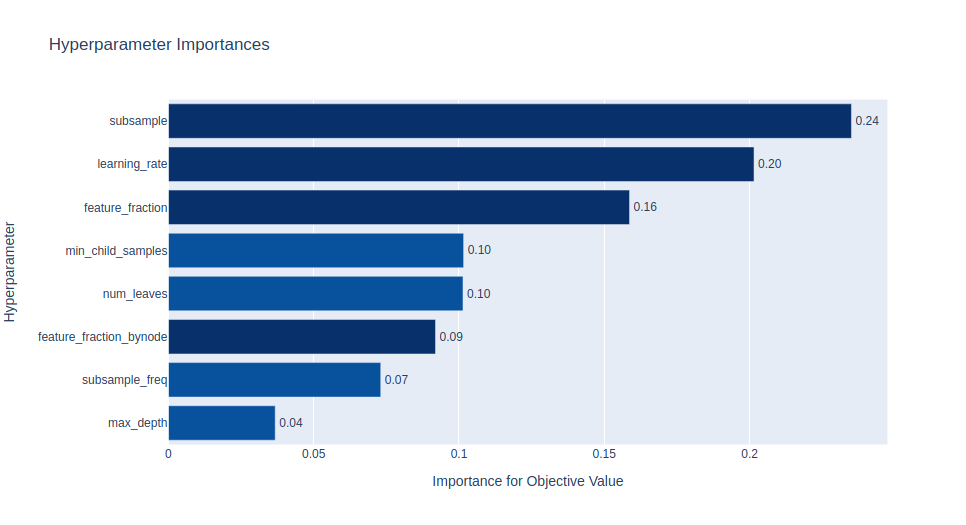 Hyperparameter Importances
Hyperparameter
subsample 0.24
learning_rate 0.20
feature_fraction 0.16
min_child_samples 0.10
num_leaves 0.10
feature_fraction_bynode 0.09
subsample_freq 0.07
max_depth 0.04
0 0.05 0.1 0.15 0.2
Importance for Objective Value